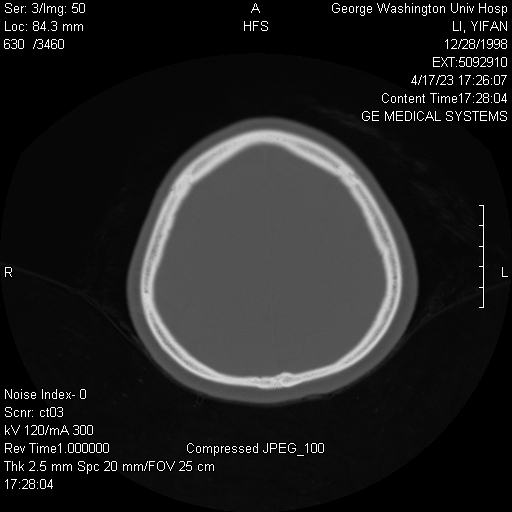 Ser: 3/Img: 50
Loc: 84.3 mm
630 /3460
A
HFS
George Washington Univ Hosp
LI, YIFAN
12/28/1998
EXT:5092910
4/17/23 17:26:07
Content Time17:28:04
GE MEDICAL SYSTEMS
R
L
Noise Index- 0
Scnr: ct03
kV 120/mA 300
Rev Time1.000000
Compressed JPEG_100
Thk 2.5 mm Spc 20 mm/FOV 25 cm
17:28:04